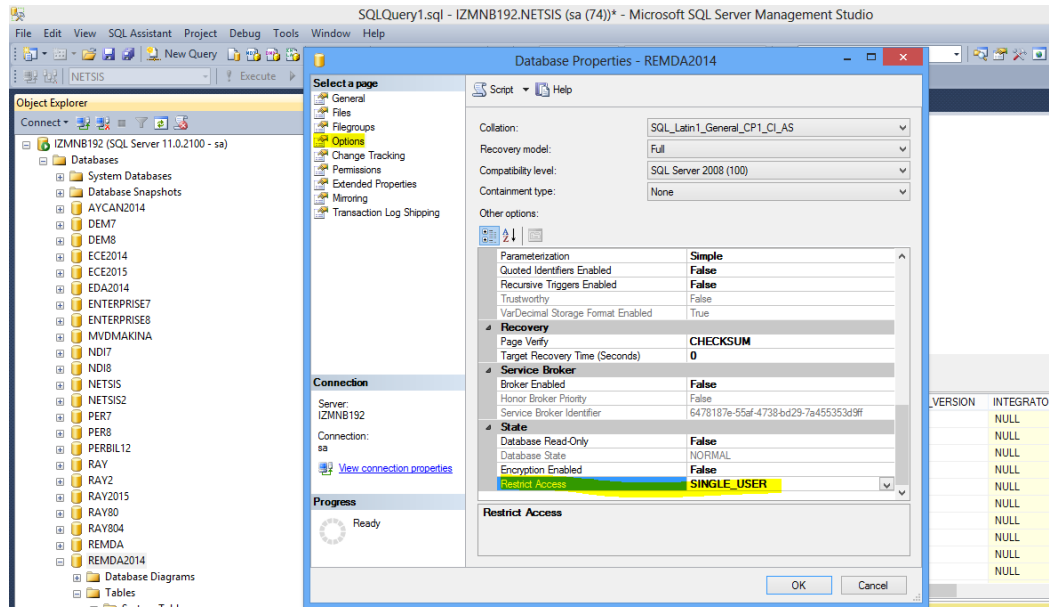 SQLQuery1.sql - IZMNB192.NETSIS (sa (74))* - Microsoft SQL Server Management Studio
File Edit View SQL Assistant Project Debug Tools Window Help
New Query
NETSIS
Execute
Object Explorer
Connect
IZMNB192 (SQL Server 11.0.2100 - sa)
Databases
System Databases
Database Snapshots
AYCAN2014
DEM7
DEM8
ECE2014
ECE2015
EDA2014
ENTERPRISE7
ENTERPRISE8
MVDMAKINA
NDI7
NDI8
NETSIS
NETSIS2
PER7
PER8
PERBIL12
RAY
RAY2
RAY2015
RAY80
RAY804
REMDA
REMDA2014
Database Diagrams
Tables
Database Properties - REMDA2014
Select a page
General
Files
Filegroups
Options
Change Tracking
Permissions
Extended Properties
Mirroring
Transaction Log Shipping
Connection
Server:
IZMNB192
Connection:
sa
View connection properties
Progress
Ready
Script Help
Collation: SQL_Latin1_General_CP1_CI_AS
Recovery model: Full
Compatibility level: SQL Server 2008 (100)
Containment type: None
Other options:
Parameterization Simple
Quoted Identifiers Enabled False
Recursive Triggers Enabled False
Trustworthy False
VarDecimal Storage Format Enabled True
Recovery
Page Verify CHECKSUM
Target Recovery Time (Seconds) 0
Service Broker
Broker Enabled False
Honor Broker Priority False
Service Broker Identifier 6478187e-55af-4738-bd29-7a455353d9ff
State
Database Read-Only False
Database State NORMAL
Encryption Enabled False
Restrict Access SINGLE_USER
Restrict Access
OK Cancel
_VERSION INTEGRATO
NULL
NULL
NULL
NULL
NULL
NULL
NULL
NULL
NULL
NULL